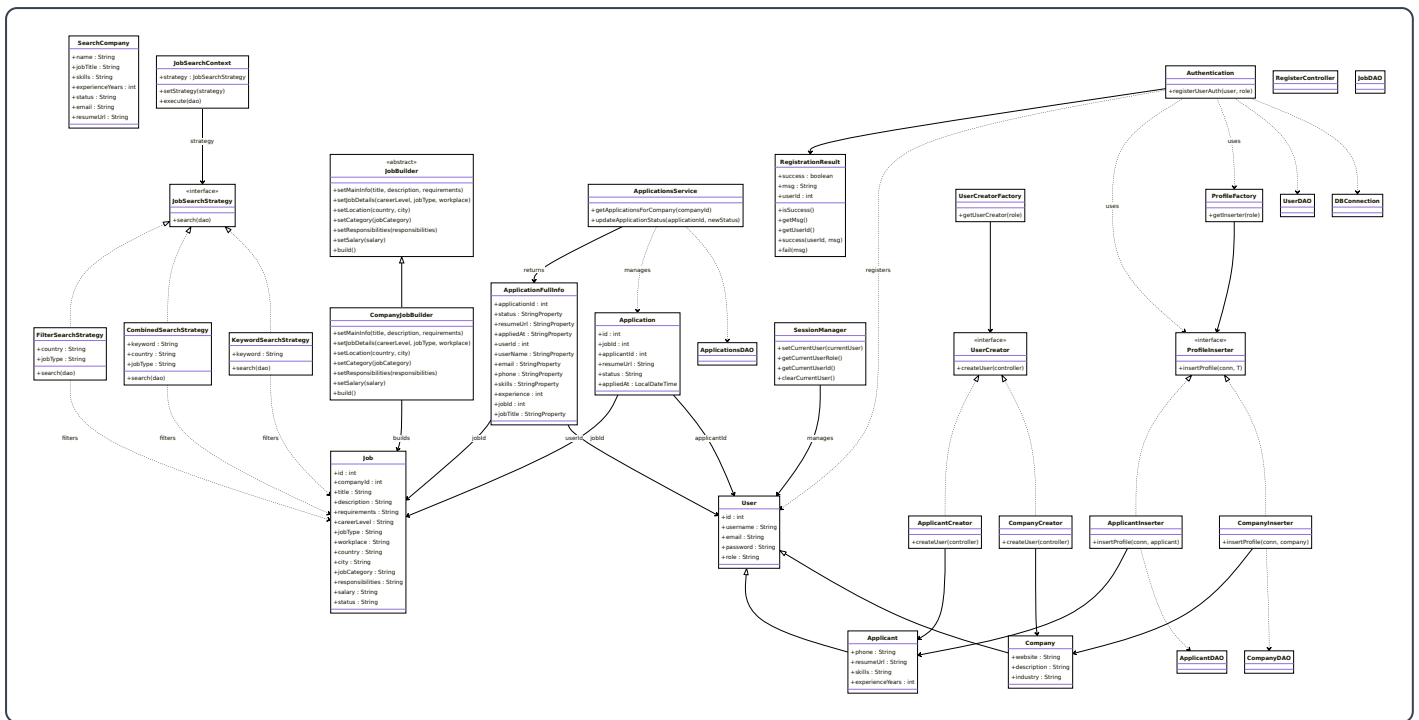 SearchCompany
+name : String
+jobTitle : String
+skills : String
+experienceYears : int
+status : String
+email : String
+resumeUrl : String
JobSearchContext
+strategy : JobSearchStrategy
+setStrategy(strategy)
+execute(dao)
Authentication
+registerUserAuth(user, role)
RegisterController
JobDAO
strategy
uses
«interface»
JobSearchStrategy
+search(dao)
«abstract»
JobBuilder
+setMainInfo(title, description, requirements)
+setJobDetails(careerLevel, jobType, workplace)
+setLocation(country, city)
+setCategory(jobCategory)
+setResponsibilities(responsibilities)
+setSalary(salary)
+build()
ApplicationsService
+getApplicationsForCompany(companyId)
+updateApplicationStatus(applicationId, newStatus)
RegistrationResult
+success : boolean
+msg : String
+userId : int
+isSuccess()
+getMsg()
+getUserId()
+success(userId, msg)
+fail(msg)
UserCreatorFactory
+getUserCreator(role)
uses
ProfileFactory
+getInserter(role)
UserDAO
DBConnection
returns
manages
registers
FilterSearchStrategy
+country : String
+jobType : String
+search(dao)
CombinedSearchStrategy
+keyword : String
+country : String
+jobType : String
+search(dao)
KeywordSearchStrategy
+keyword : String
+search(dao)
CompanyJobBuilder
+setMainInfo(title, description, requirements)
+setJobDetails(careerLevel, jobType, workplace)
+setLocation(country, city)
+setCategory(jobCategory)
+setResponsibilities(responsibilities)
+setSalary(salary)
+build()
ApplicationFullInfo
+applicationId : int
+status : StringProperty
+resumeUrl : StringProperty
+appliedAt : StringProperty
+userId : int
+userName : StringProperty
+email : StringProperty
+phone : StringProperty
+skills : StringProperty
+experience : int
+jobId : int
+jobTitle : StringProperty
Application
+id : int
+jobId : int
+applicantId : int
+resumeUrl : String
+status : String
+appliedAt : LocalDateTime
ApplicationsDAO
SessionManager
+setCurrentUser(currentUser)
+getCurrentUserRole()
+getCurrentUserId()
+clearCurrentUser()
«interface»
UserCreator
+createUser(controller)
«interface»
ProfileInserter
+insertProfile(conn, T)
filters
filters
filters
builds
jobId
userId
jobId
applicantId
manages
Job
+id : int
+companyId : int
+title : String
+description : String
+requirements : String
+careerLevel : String
+jobType : String
+workplace : String
+country : String
+city : String
+jobCategory : String
+responsibilities : String
+salary : String
+status : String
User
+id : int
+username : String
+email : String
+password : String
+role : String
ApplicantCreator
+createUser(controller)
CompanyCreator
+createUser(controller)
ApplicantInserter
+insertProfile(conn, applicant)
CompanyInserter
+insertProfile(conn, company)
Applicant
+phone : String
+resumeUrl : String
+skills : String
+experienceYears : int
Company
+website : String
+description : String
+industry : String
ApplicantDAO
CompanyDAO